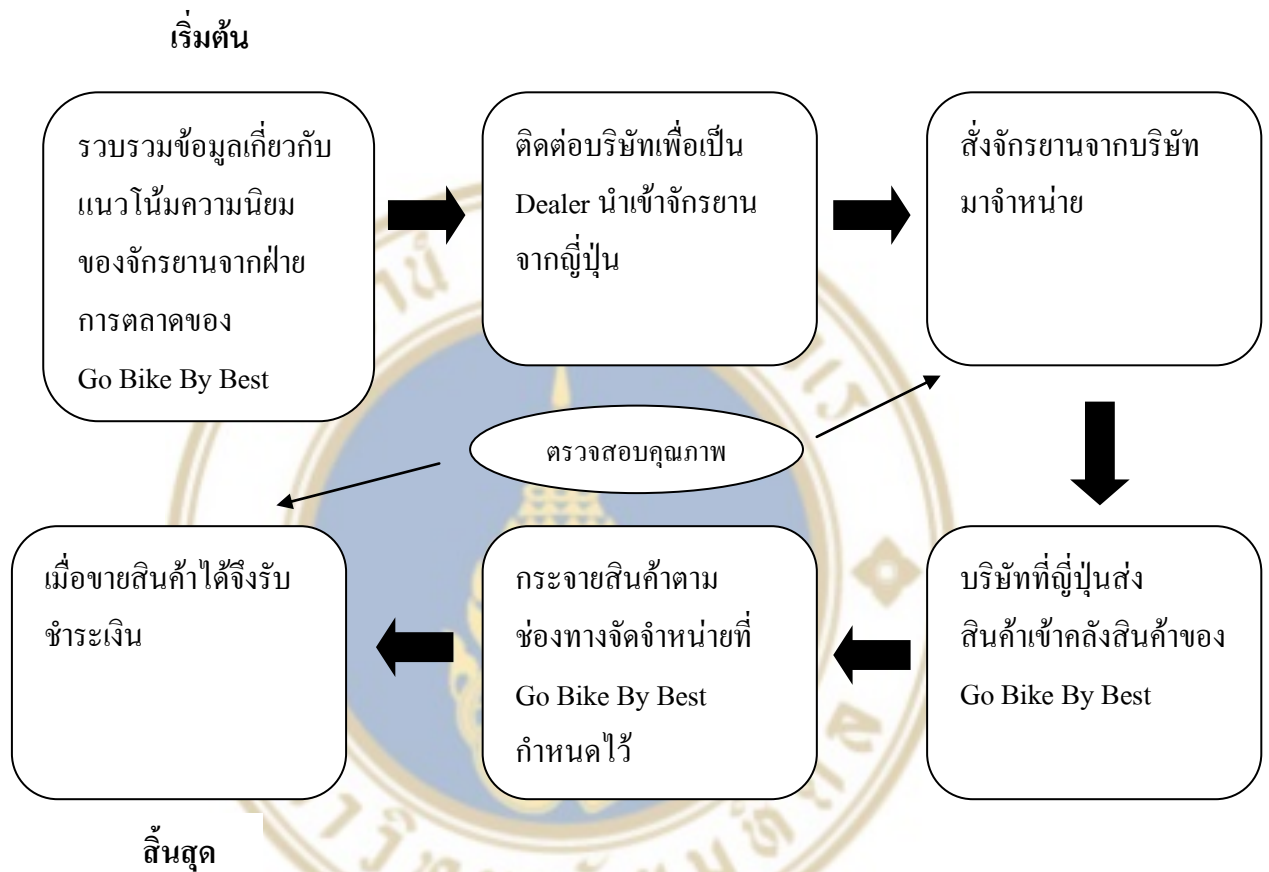 เริ่มต้น
รวบรวมข้อมูลเกี่ยวกับ
แนวโน้มความนิยม
ของจักรยานจากฝ่าย
การตลาดของ
Go Bike By Best
ติดต่อบริษัทเพื่อเป็น
Dealer นำเข้าจักรยาน
จากญี่ปุ่น
สั่งจักรยานจากบริษัท
มาจำหน่าย
ตรวจสอบคุณภาพ
บริษัทที่ญี่ปุ่นส่ง
สินค้าเข้าคลังสินค้าของ
Go Bike By Best
กระจายสินค้าตาม
ช่องทางจัดจำหน่ายที่
Go Bike By Best
กำหนดไว้
เมื่อขายสินค้าได้จึงรับ
ชำระเงิน
สิ้นสุด